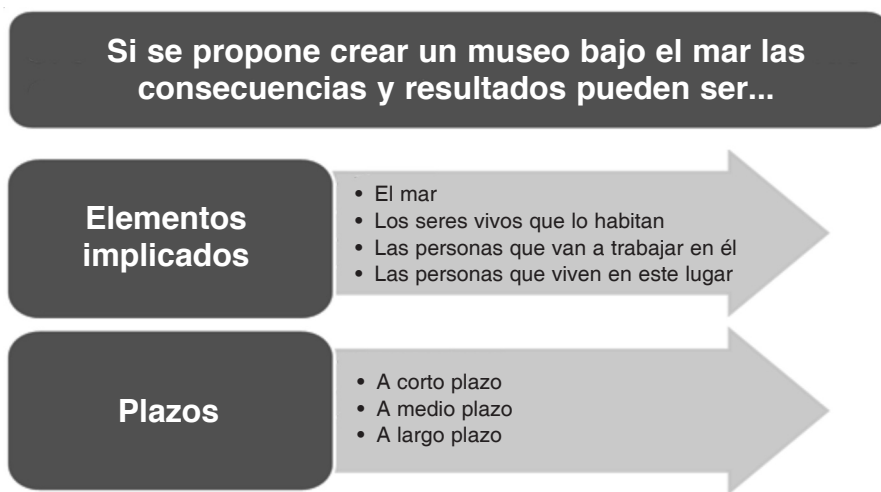 Si se propone crear un museo bajo el mar las
consecuencias y resultados pueden ser...
Elementos
implicados
• El mar
• Los seres vivos que lo habitan
• Las personas que van a trabajar en él
• Las personas que viven en este lugar
Plazos
• A corto plazo
• A medio plazo
• A largo plazo